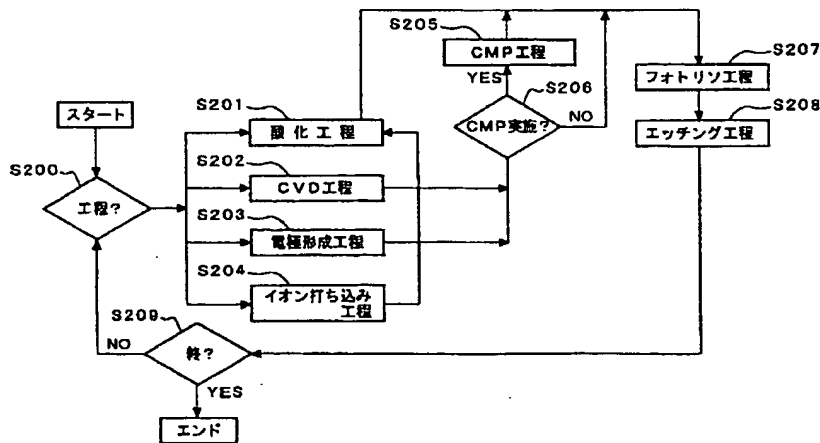 S205
CMP工程
YES
S206
CMP実施?
NO
S207
フォトリソ工程
S208
エッチング工程
スタート
S200
工程?
S201
酸化工程
S202
CVD工程
S203
電極形成工程
S204
イオン打ち込み
工程
S209
NO
終?
YES
エンド